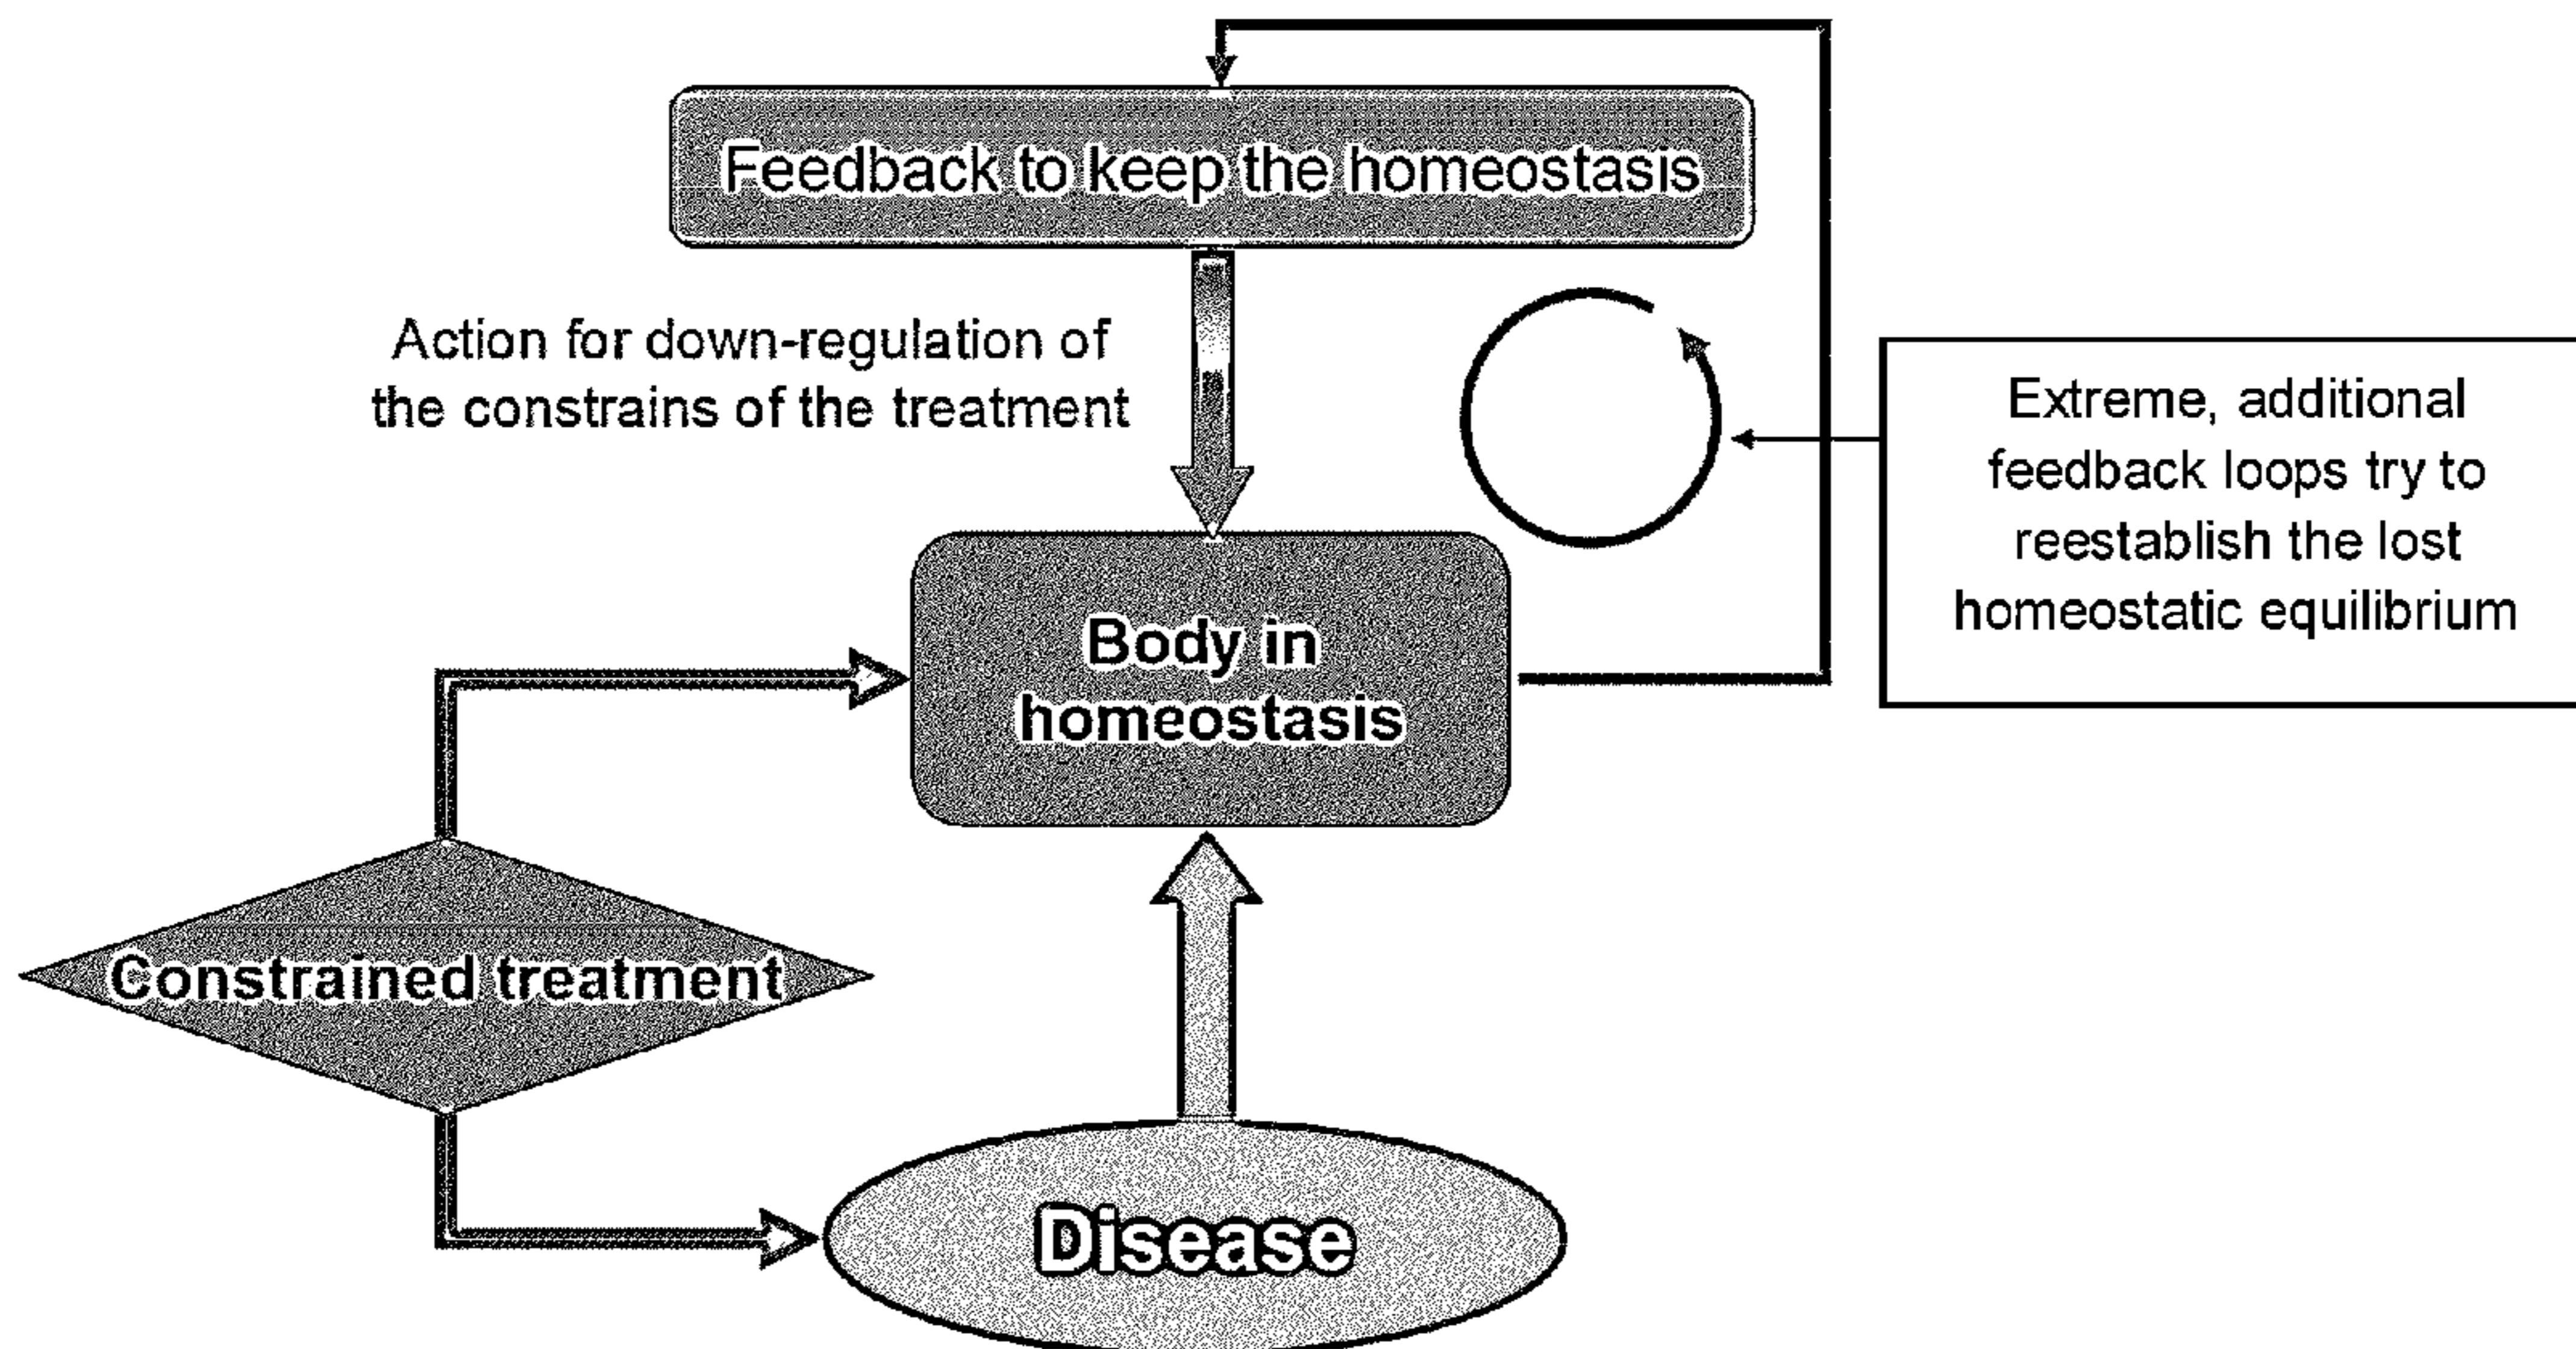 Feedback to keep the homeostasis
Action for down-regulation of
the constrains of the treatment
Extreme, additional
feedback loops try to
reestablish the lost
homeostatic equilibrium
Body in
homeostasis
Constrained treatment
Disease